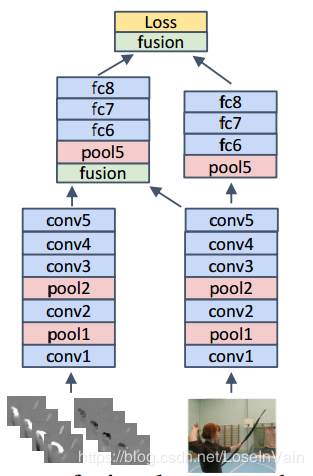 Loss
fusion
fc8
fc7
fc6
pool5
fusion
fc8
fc7
fc6
pool5
conv5
conv4
conv3
pool2
conv2
pool1
conv1
conv5
conv4
conv3
pool2
conv2
pool1
conv1
https://blog.csdn.net/LoseInVain